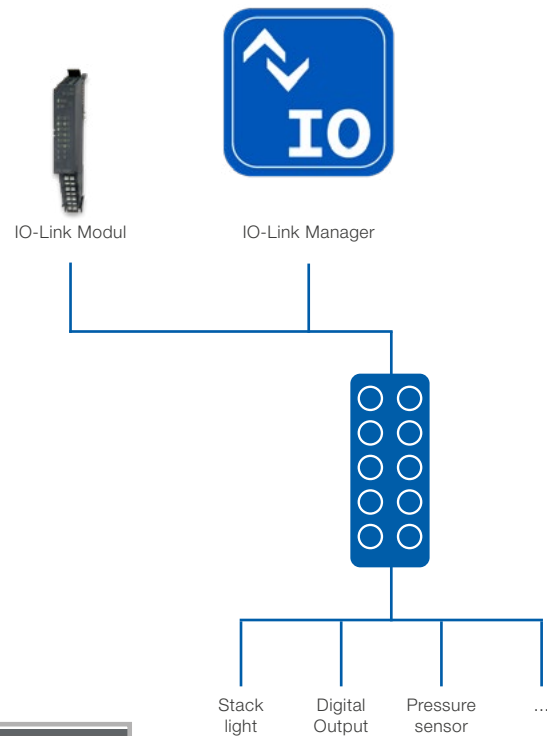 IO
IO-Link Modul
IO-Link Manager
Stack
light
Digital
Output
Pressure
sensor
...